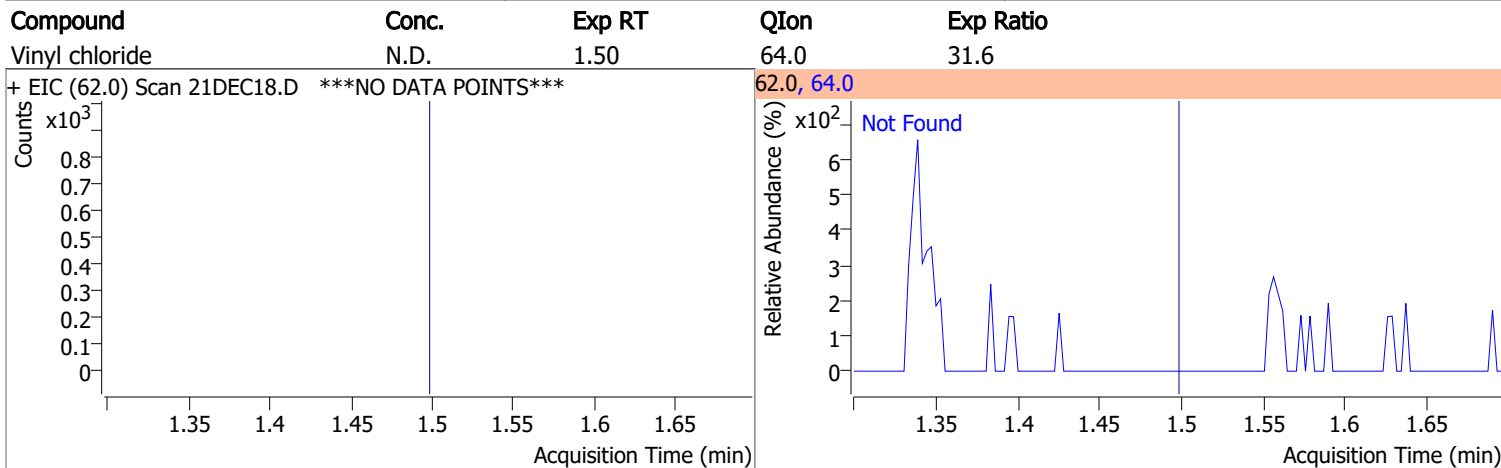 Compound Conc. Exp RT QIon Exp Ratio
Vinyl chloride N.D. 1.50 64.0 31.6
+ EIC (62.0) Scan 21DEC18.D ***NO DATA POINTS***
Counts
x10³
0.8
0.7
0.6
0.5
0.4
0.3
0.2
0.1
0
1.35 1.4 1.45 1.5 1.55 1.6 1.65
Acquisition Time (min)
62.0, 64.0
Relative Abundance (%)
x10²
Not Found
6
5
4
3
2
1
0
1.35 1.4 1.45 1.5 1.55 1.6 1.65
Acquisition Time (min)